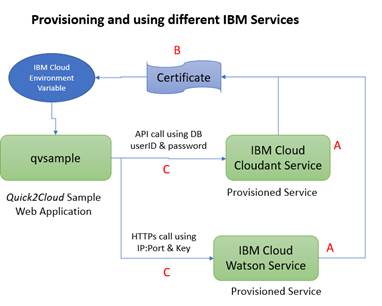 Provisioning and using different IBM Services
B
IBM Cloud
Environment
Variable
Certificate
API call using DB
userID & password
qvsample
IBM Cloud
Cloudant Service
A
C
Quick2Cloud Sample
Web Application
Provisioned Service
HTTPs call using
IP:Port & Key
IBM Cloud
Watson Service
A
C
Provisioned Service